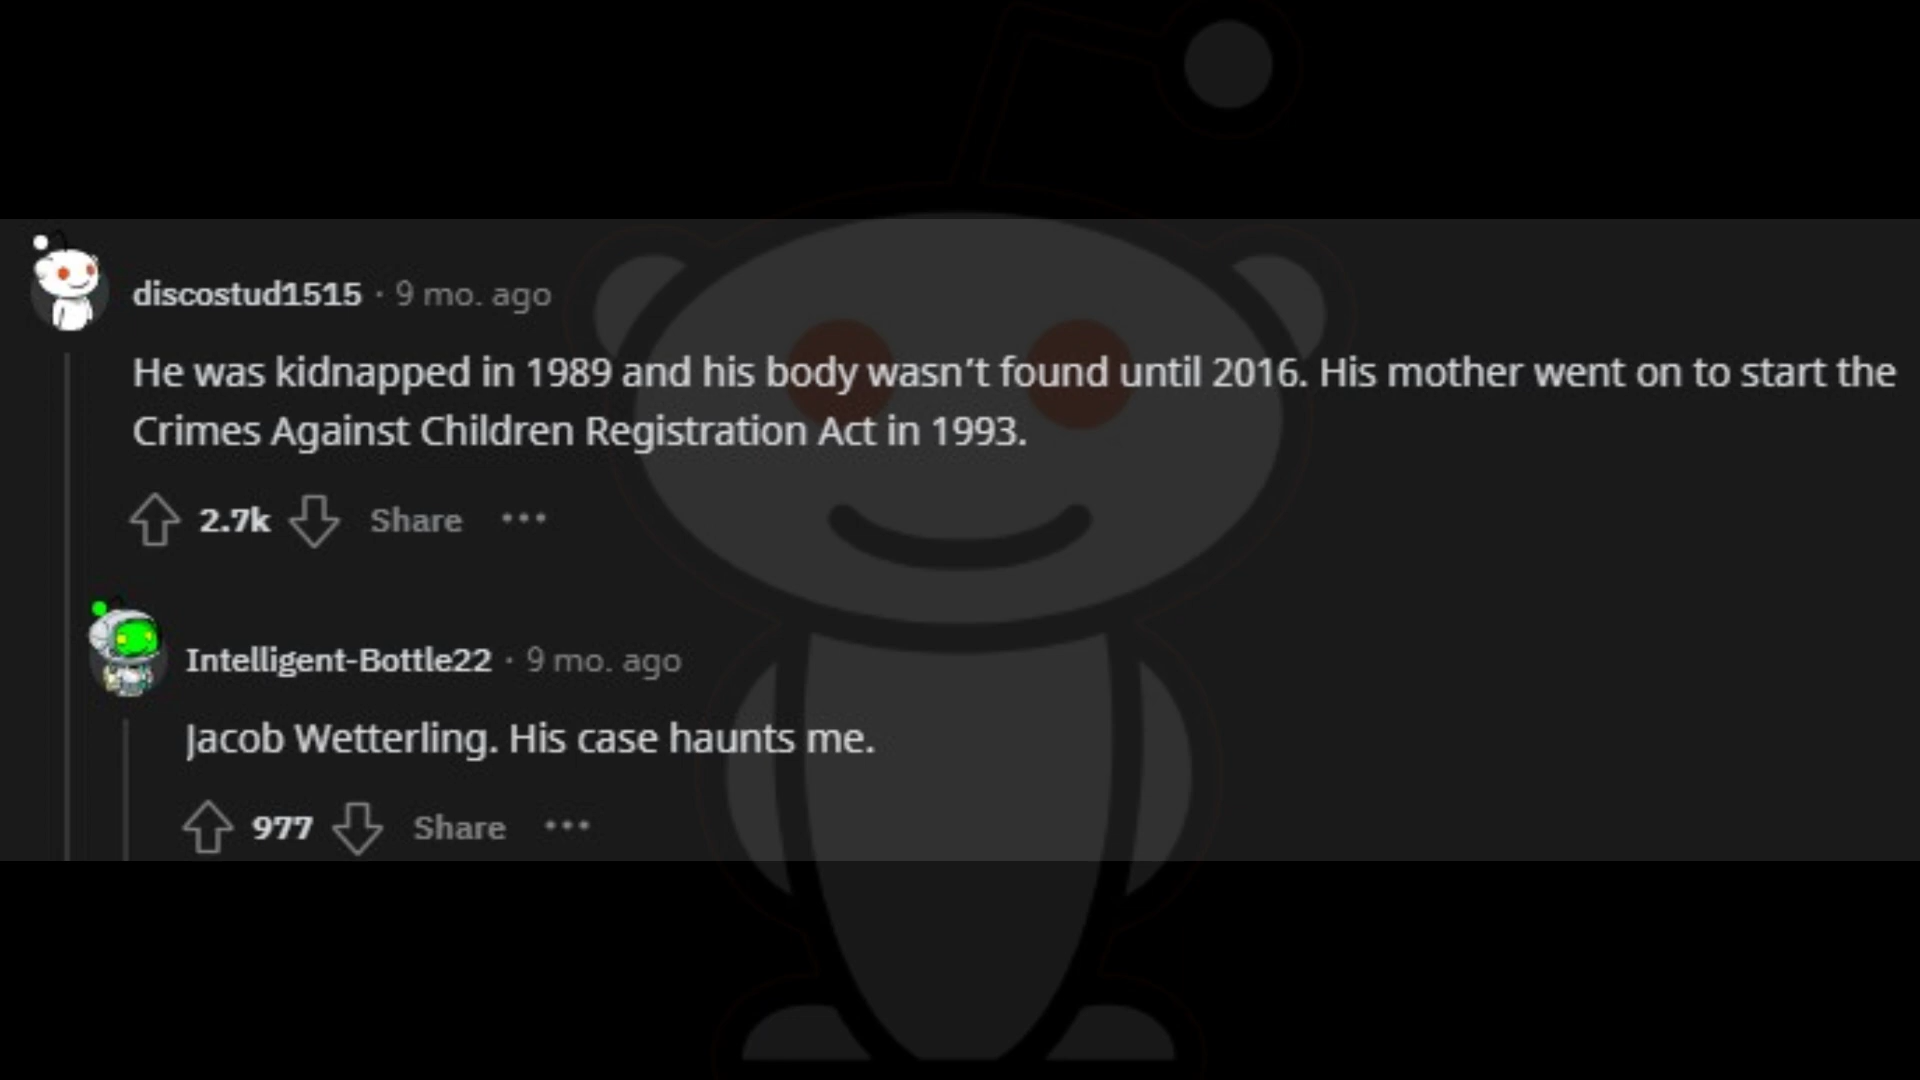 discostud1515 · 9 mo. ago
He was kidnapped in 1989 and his body wasn't found until 2016. His mother went on to start the
Crimes Against Children Registration Act in 1993.
2.7k Share ···
Intelligent-Bottle22 · 9 mo. ago
Jacob Wetterling. His case haunts me.
977 Share ···